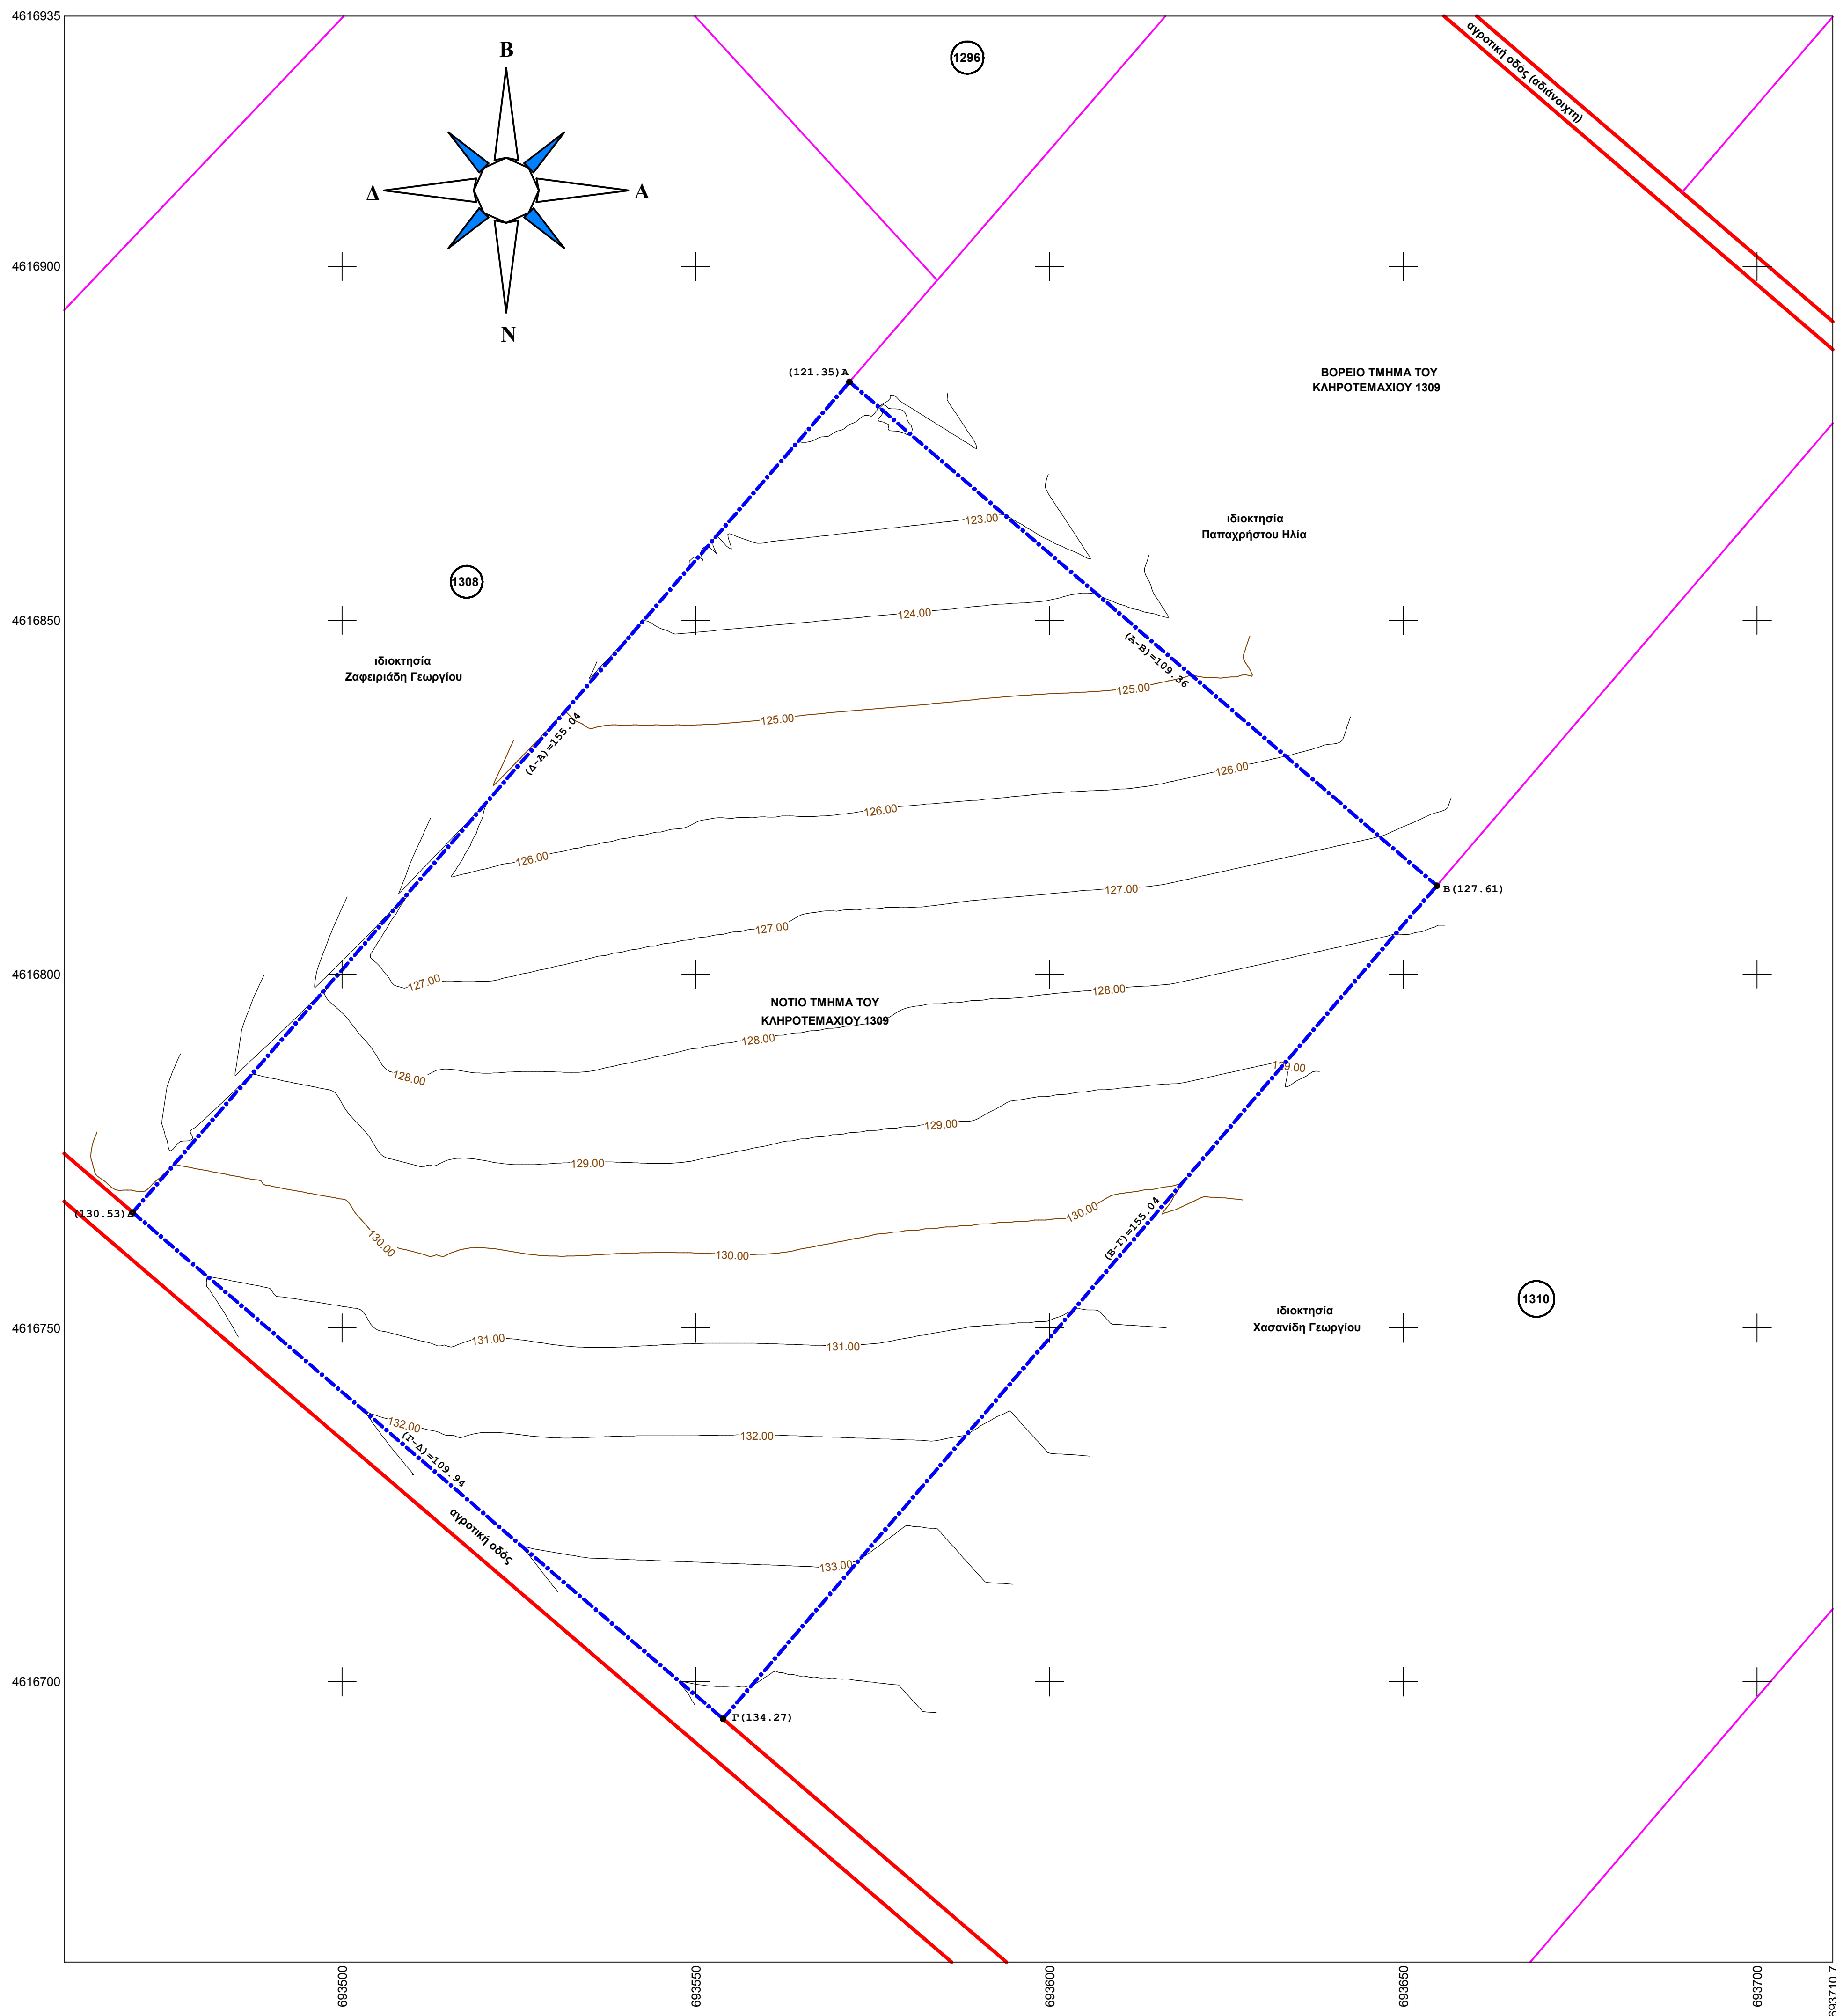 4616935
1296
αγροτική οδός (αδιάνοιχτη)
Β
Δ
Α
Ν
4616900
(121.35)Α
ΒΟΡΕΙΟ ΤΜΗΜΑ ΤΟΥ
ΚΛΗΡΟΤΕΜΑΧΙΟΥ 1309
123.00
ιδιοκτησία
Παπαχρήστου Ηλία
1308
124.00
4616850
(Α-Β)=109.36
ιδιοκτησία
Ζαφειριάδη Γεωργίου
125.00
125.00
(Δ-Α)=155.04
126.00
126.00
126.00
127.00
Β(127.61)
127.00
4616800
127.00
128.00
ΝΟΤΙΟ ΤΜΗΜΑ ΤΟΥ
ΚΛΗΡΟΤΕΜΑΧΙΟΥ 1309
128.00
128.00
129.00
129.00
129.00
(130.53)Δ
130.00
(Β-Γ)=155.04
130.00
130.00
1310
ιδιοκτησία
Χασανίδη Γεωργίου
4616750
131.00
131.00
132.00
132.00
(Γ-Δ)=109.94
αγροτική οδός
133.00
4616700
Γ(134.27)
693500
693550
693600
693650
693700
693710.7